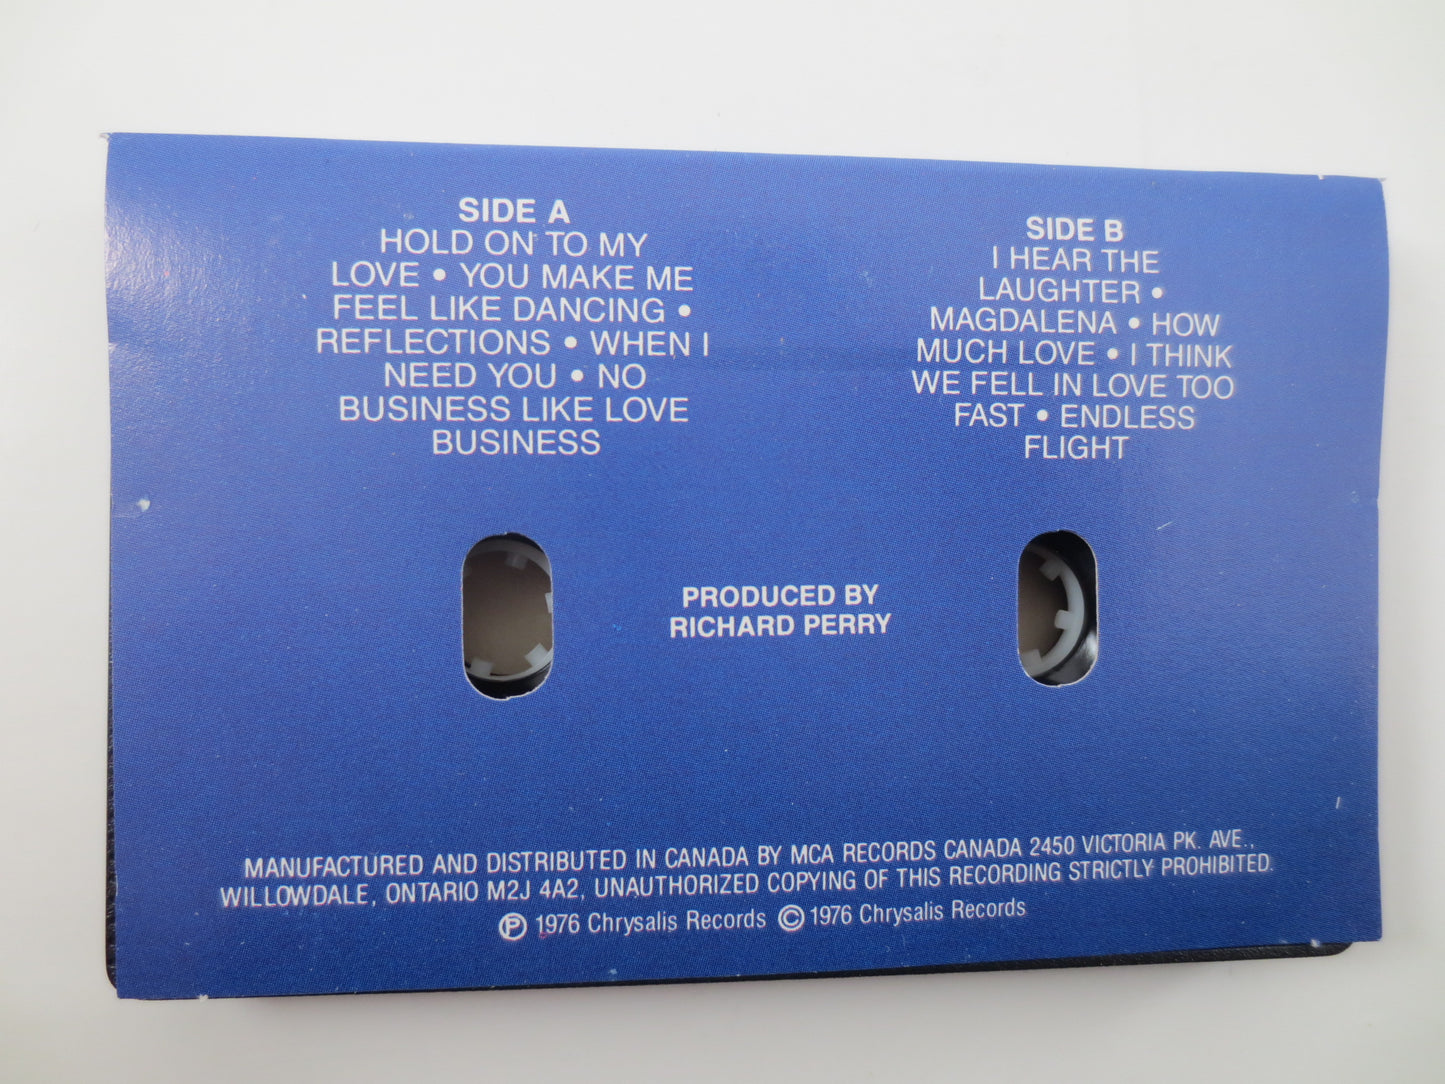 SIDE A
HOLD ON TO MY
LOVE • YOU MAKE ME
FEEL LIKE DANCING •
REFLECTIONS • WHEN I
NEED YOU • NO
BUSINESS LIKE LOVE
BUSINESS
SIDE B
I HEAR THE
LAUGHTER •
MAGDALENA • HOW
MUCH LOVE • I THINK
WE FELL IN LOVE TOO
FAST • ENDLESS
FLIGHT
PRODUCED BY
RICHARD PERRY
MANUFACTURED AND DISTRIBUTED IN CANADA BY MCA RECORDS CANADA 2450 VICTORIA PK. AVE.,
WILLOWDALE, ONTARIO M2J 4A2, UNAUTHORIZED COPYING OF THIS RECORDING STRICTLY PROHIBITED.
Ⓟ 1976 Chrysalis Records © 1976 Chrysalis Records